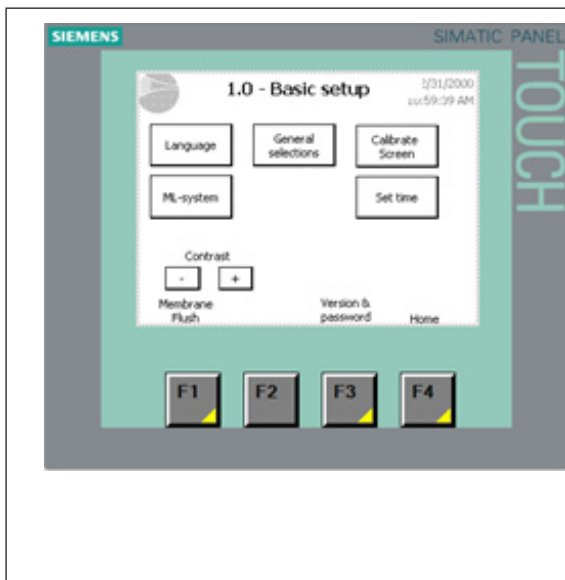 SIEMENS
SIMATIC PANEL
TOUCH
1.0 - Basic setup
/31/2000
:59:39 AM
Language
General
selections
Calibrate
Screen
ML-system
Set time
Contrast
- +
Membrane
Flush
Version &
password
Home
F1 F2 F3 F4